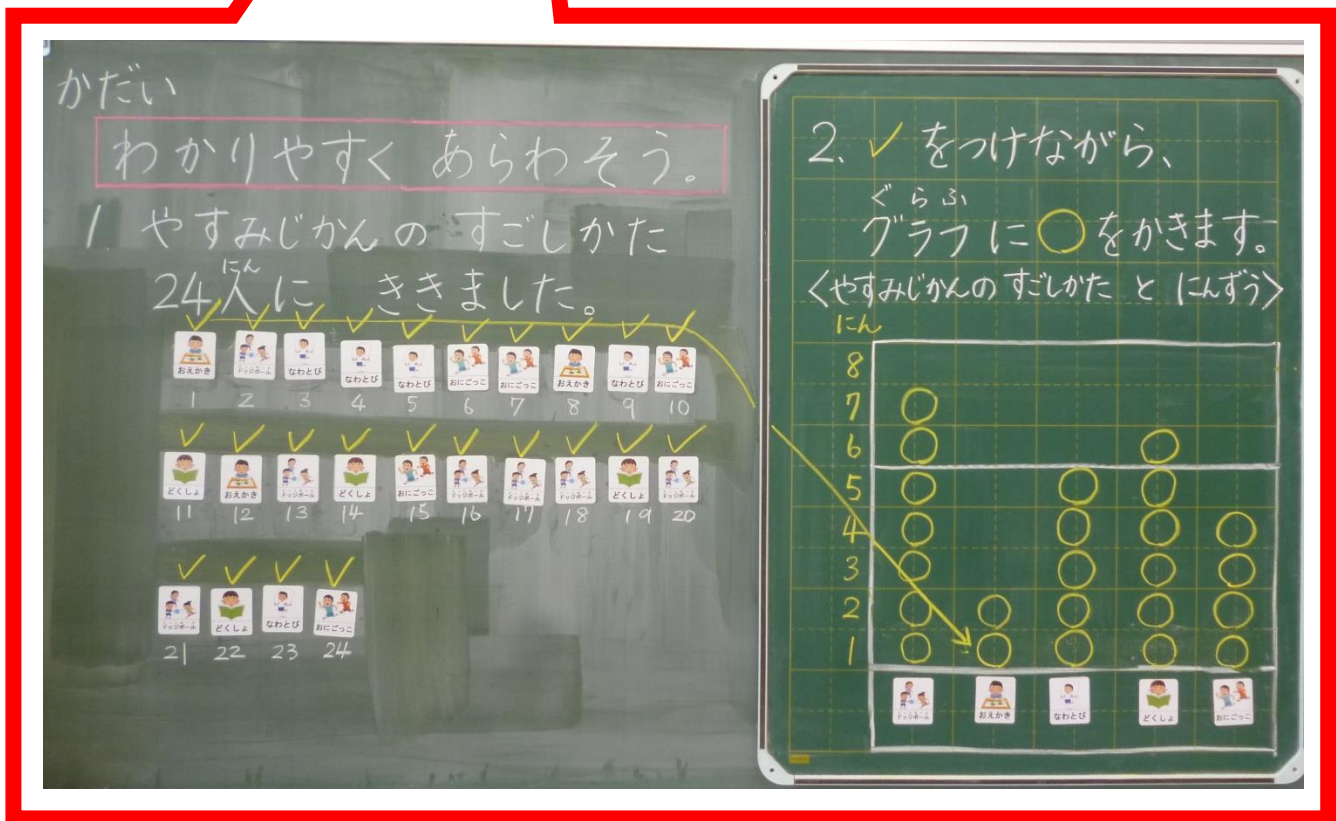 かだい
わかりやすく あらわそう。
1. やすみじかんの すごしかた
にん
24人に ききました。
おえかき ドッジボール なわとび なわとび なわとび おにごっこ おにごっこ おえかき なわとび おにごっこ
1 2 3 4 5 6 7 8 9 10
どくしょ おえかき ドッジボール どくしょ おにごっこ ドッジボール ドッジボール ドッジボール どくしょ ドッジボール
11 12 13 14 15 16 17 18 19 20
ドッジボール どくしょ なわとび おにごっこ
21 22 23 24
2. ✓をつけながら、
ぐらふ
グラフに○をかきます。
<やすみじかんの すごしかた と にんずう>
にん
8
7
6
5
4
3
2
1
ドッジボール おえかき なわとび どくしょ おにごっこ